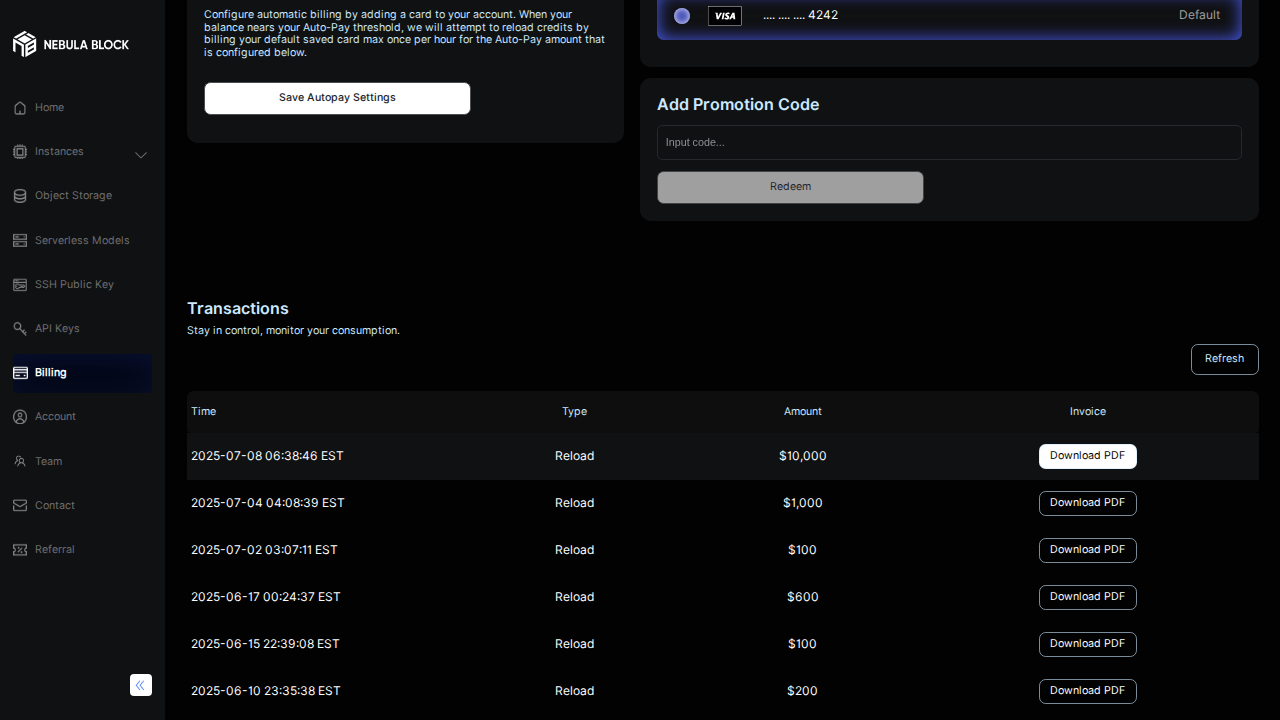 NEBULA BLOCK
Home
Instances
Object Storage
Serverless Models
SSH Public Key
API Keys
Billing
Account
Team
Contact
Referral
Configure automatic billing by adding a card to your account. When your
balance nears your Auto-Pay threshold, we will attempt to reload credits by
billing your default saved card max once per hour for the Auto-Pay amount that
is configured below.
Save Autopay Settings
VISA .... .... .... 4242 Default
Add Promotion Code
Input code...
Redeem
Transactions
Stay in control, monitor your consumption.
Refresh
Time Type Amount Invoice
2025-07-08 06:38:46 EST Reload $10,000 Download PDF
2025-07-04 04:08:39 EST Reload $1,000 Download PDF
2025-07-02 03:07:11 EST Reload $100 Download PDF
2025-06-17 00:24:37 EST Reload $600 Download PDF
2025-06-15 22:39:08 EST Reload $100 Download PDF
2025-06-10 23:35:38 EST Reload $200 Download PDF